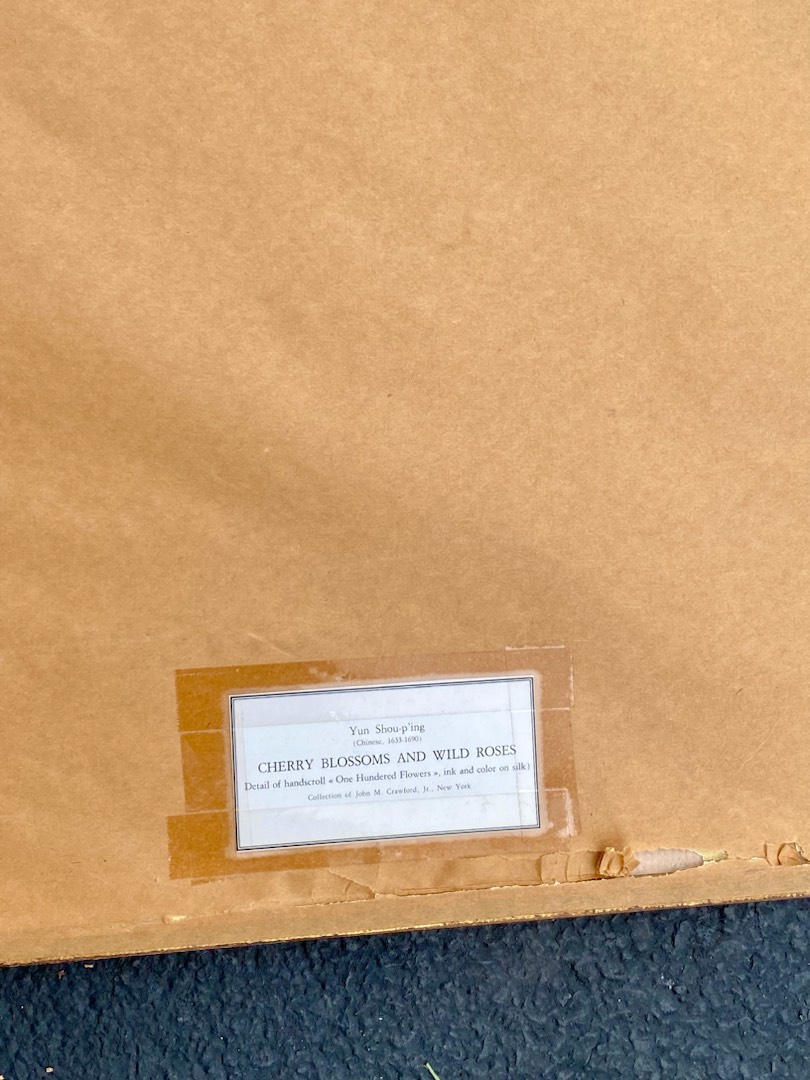 Yun Shou-p'ing
(Chinese, 1633-1690)
CHERRY BLOSSOMS AND WILD ROSES
Detail of handscroll « One Hundered Flowers », ink and color on silk)
Collection of John M. Crawford, Jr., New York